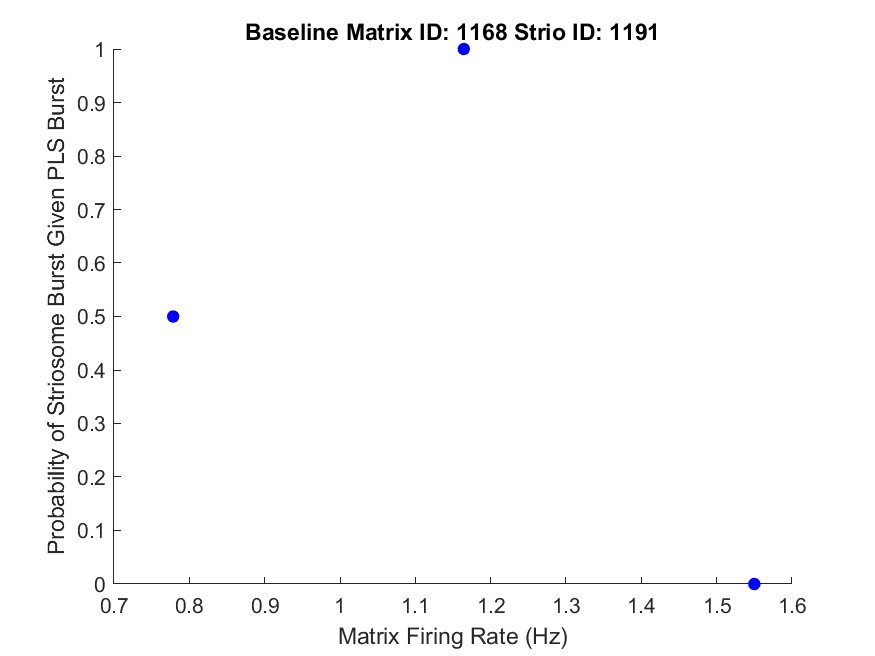 Baseline Matrix ID: 1168 Strio ID: 1191
Probability of Striosome Burst Given PLS Burst
1
0.9
0.8
0.7
0.6
0.5
0.4
0.3
0.2
0.1
0
0.7 0.8 0.9 1 1.1 1.2 1.3 1.4 1.5 1.6
Matrix Firing Rate (Hz)